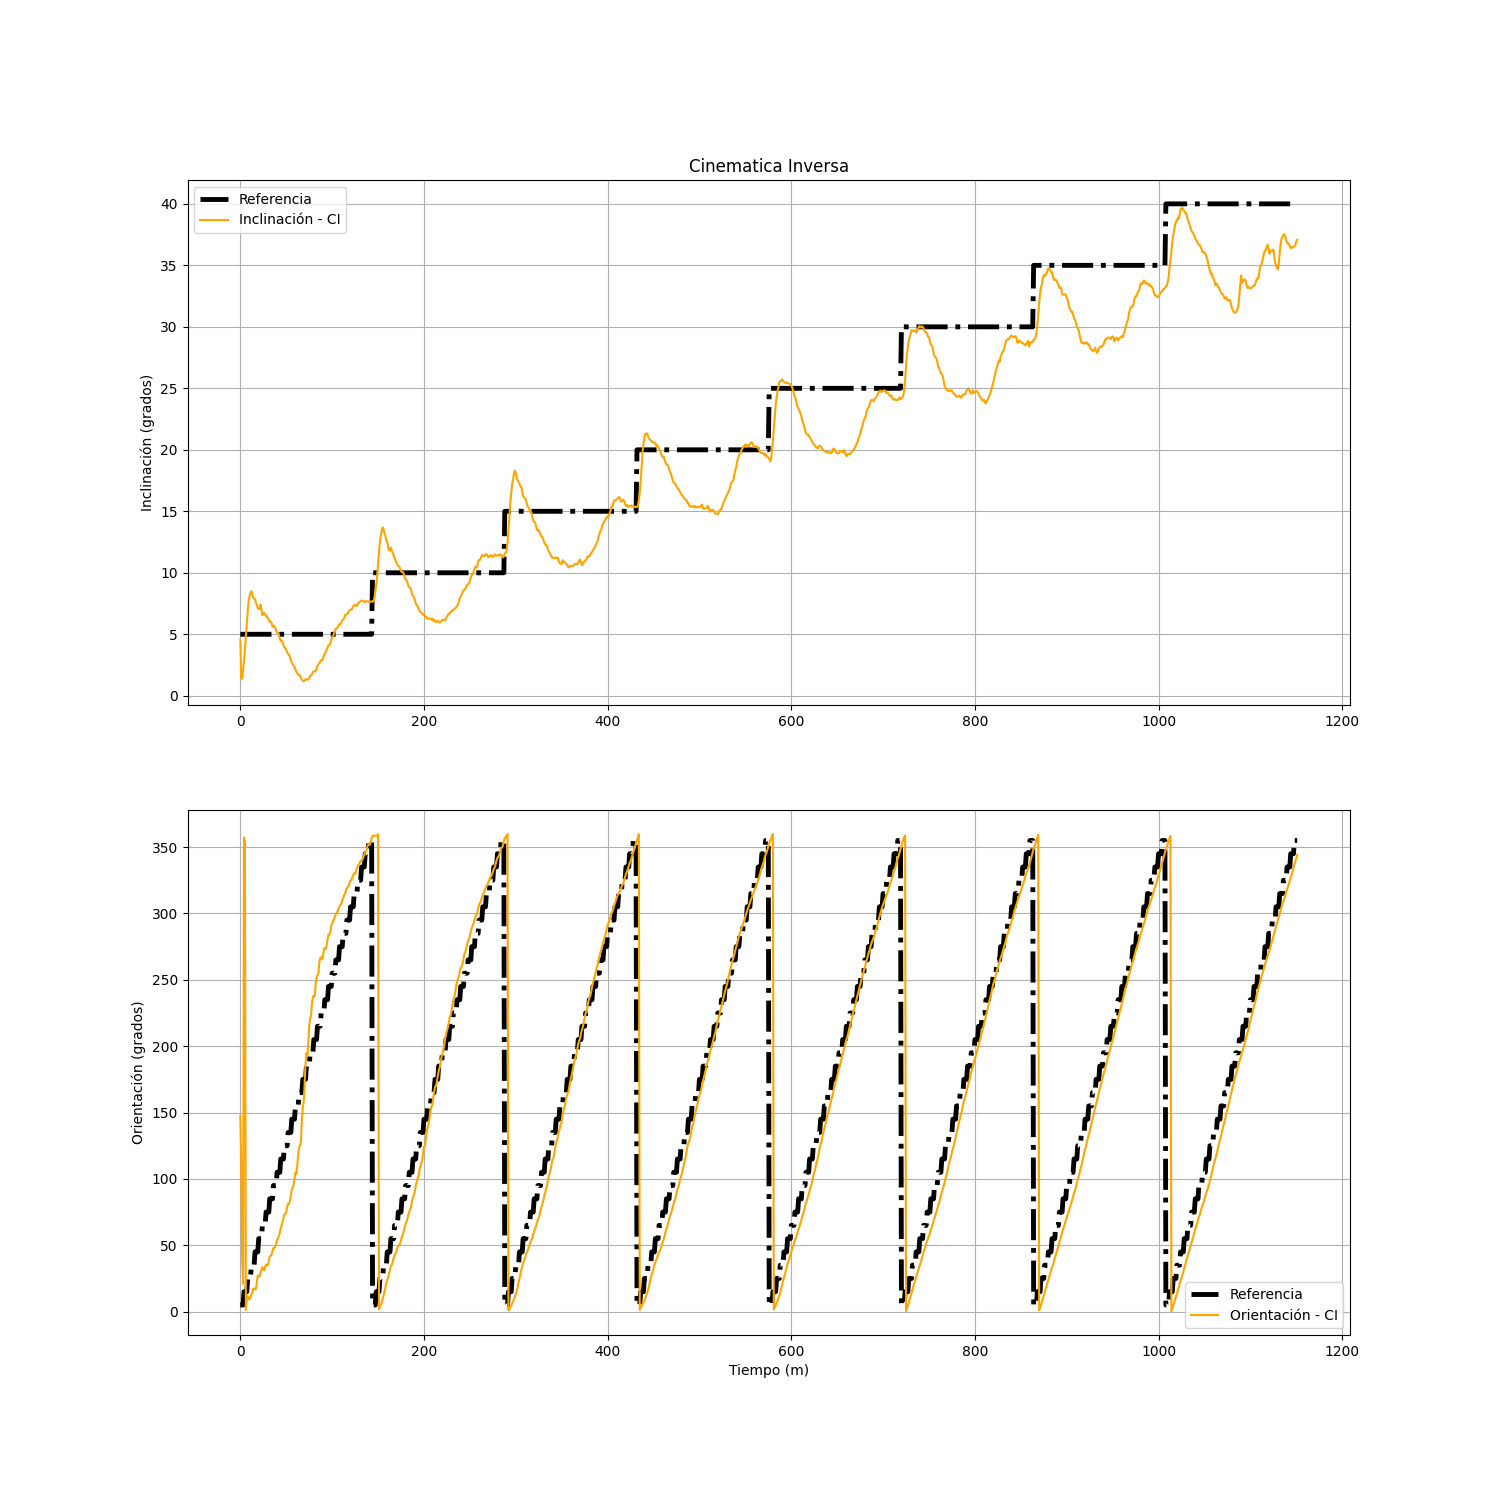 Cinematica Inversa
Referencia
Inclinación - CI
Inclinación (grados)
40
35
30
25
20
15
10
5
0
0 200 400 600 800 1000 1200
Orientación (grados)
350
300
250
200
150
100
50
0
Referencia
Orientación - CI
0 200 400 600 800 1000 1200
Tiempo (m)